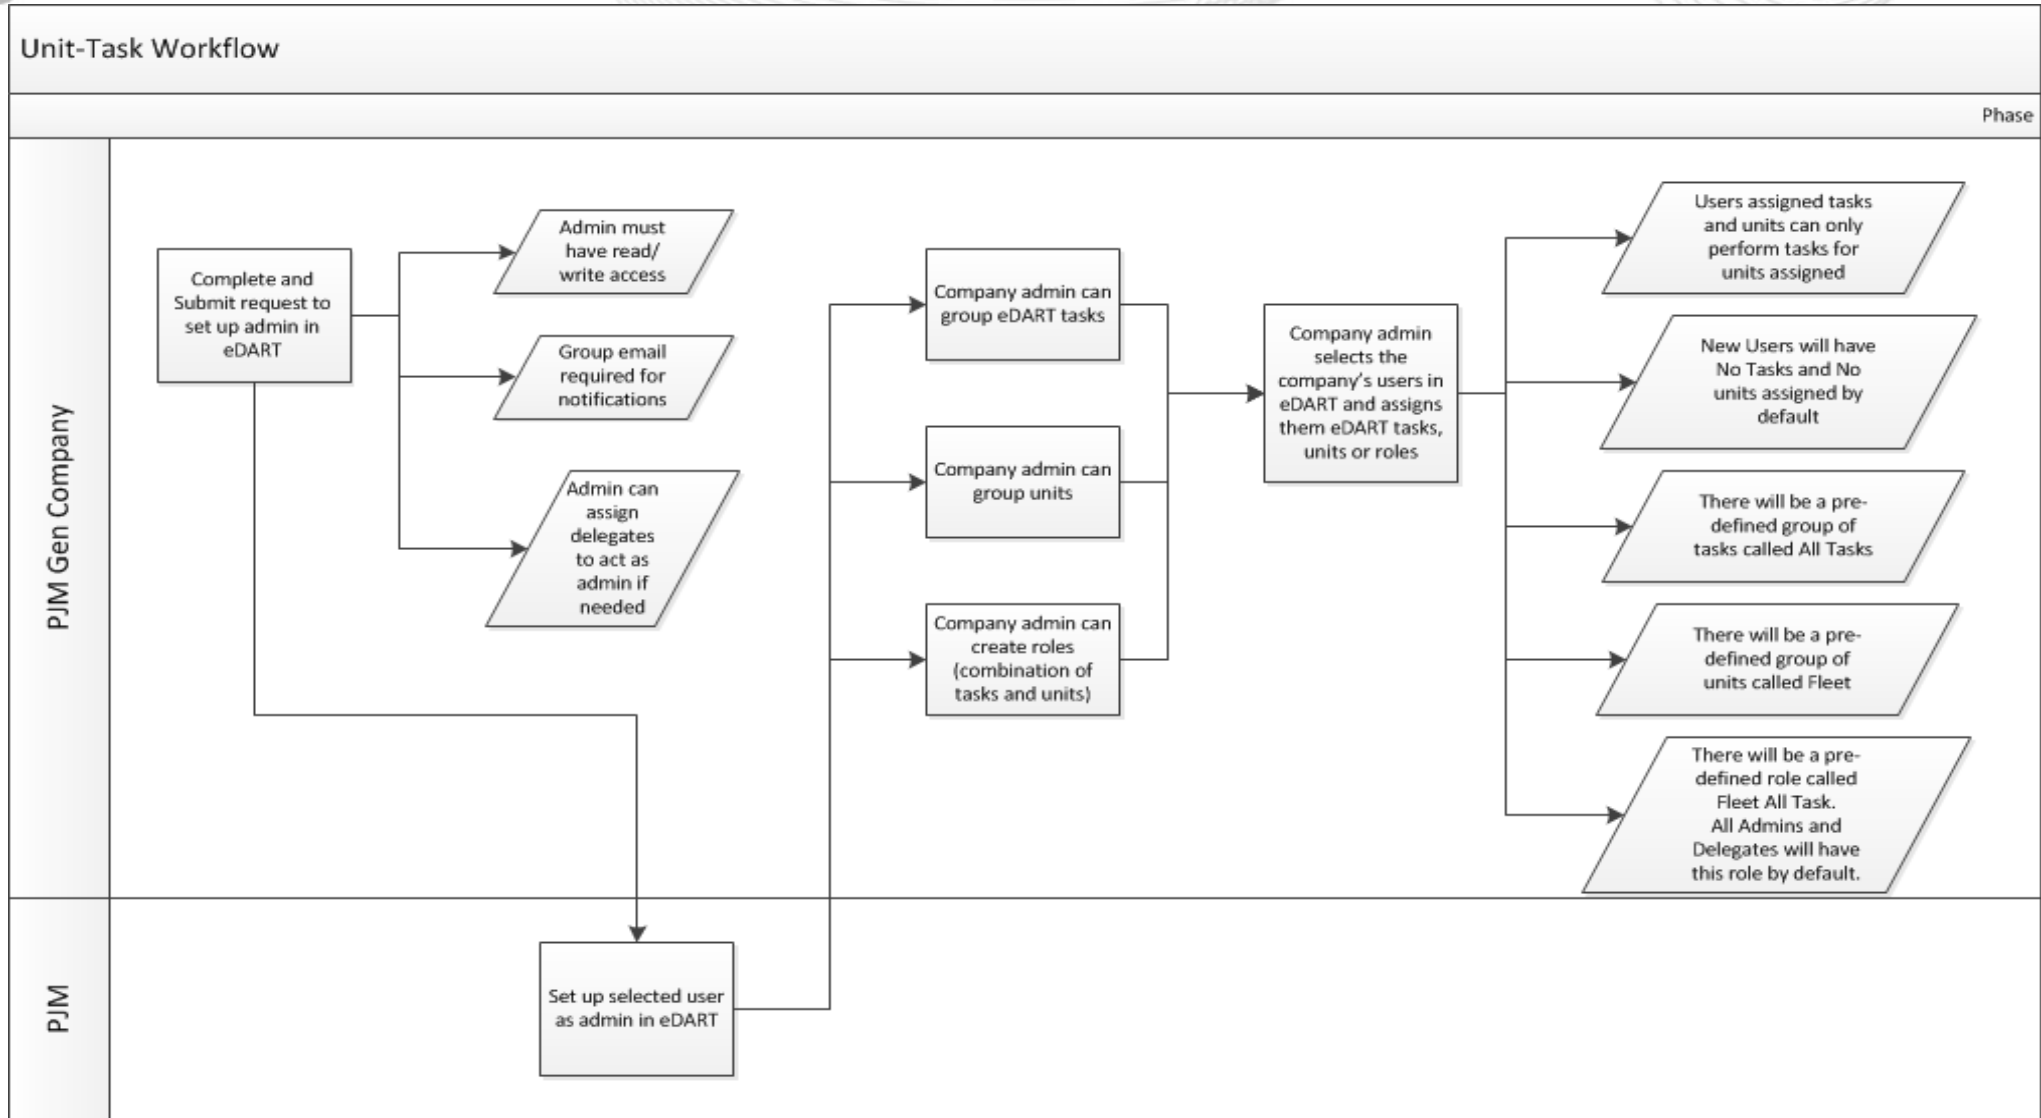 Unit-Task Workflow
Phase
PJM Gen Company
Complete and
Submit request to
set up admin in
eDART
Admin must
have read/
write access
Group email
required for
notifications
Admin can
assign
delegates
to act as
admin if
needed
Company admin can
group eDART tasks
Company admin can
group units
Company admin can
create roles
(combination of
tasks and units)
Company admin
selects the
company's users in
eDART and assigns
them eDART tasks,
units or roles
Users assigned tasks
and units can only
perform tasks for
units assigned
New Users will have
No Tasks and No
units assigned by
default
There will be a pre-
defined group of
tasks called All Tasks
There will be a pre-
defined group of
units called Fleet
There will be a pre-
defined role called
Fleet All Task.
All Admins and
Delegates will have
this role by default.
PJM
Set up selected user
as admin in eDART